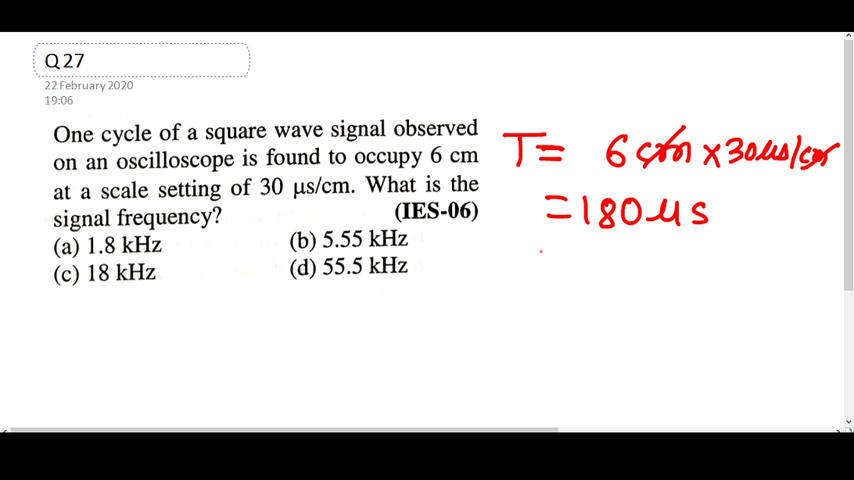 Q 27
22 February 2020
19:06
One cycle of a square wave signal observed
on an oscilloscope is found to occupy 6 cm
at a scale setting of 30 μs/cm. What is the
signal frequency? (IES-06)
(a) 1.8 kHz (b) 5.55 kHz
(c) 18 kHz (d) 55.5 kHz
T = 6 cm × 30 μs/cm
= 180 μs